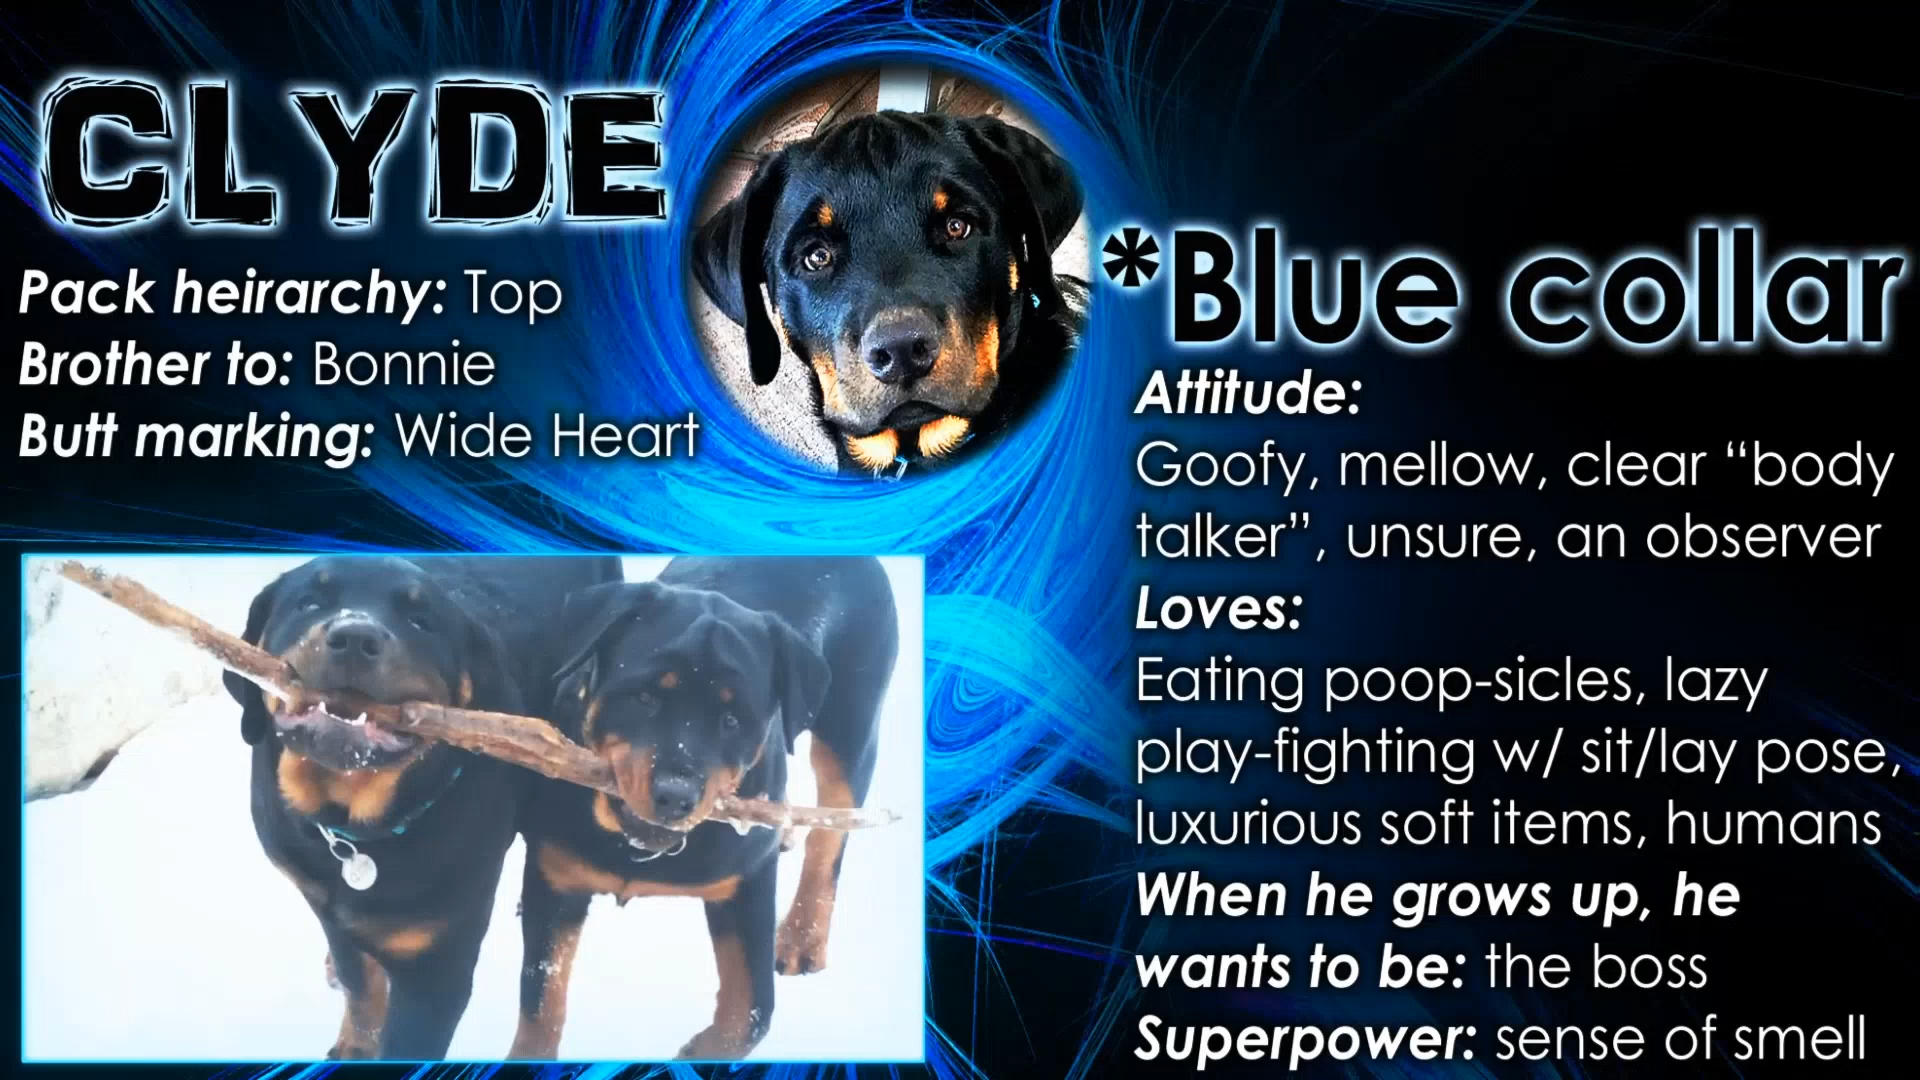 CLYDE
Pack heirarchy: Top
Brother to: Bonnie
Butt marking: Wide Heart
*Blue collar
Attitude:
Goofy, mellow, clear “body
talker”, unsure, an observer
Loves:
Eating poop-sicles, lazy
play-fighting w/ sit/lay pose,
luxurious soft items, humans
When he grows up, he
wants to be: the boss
Superpower: sense of smell